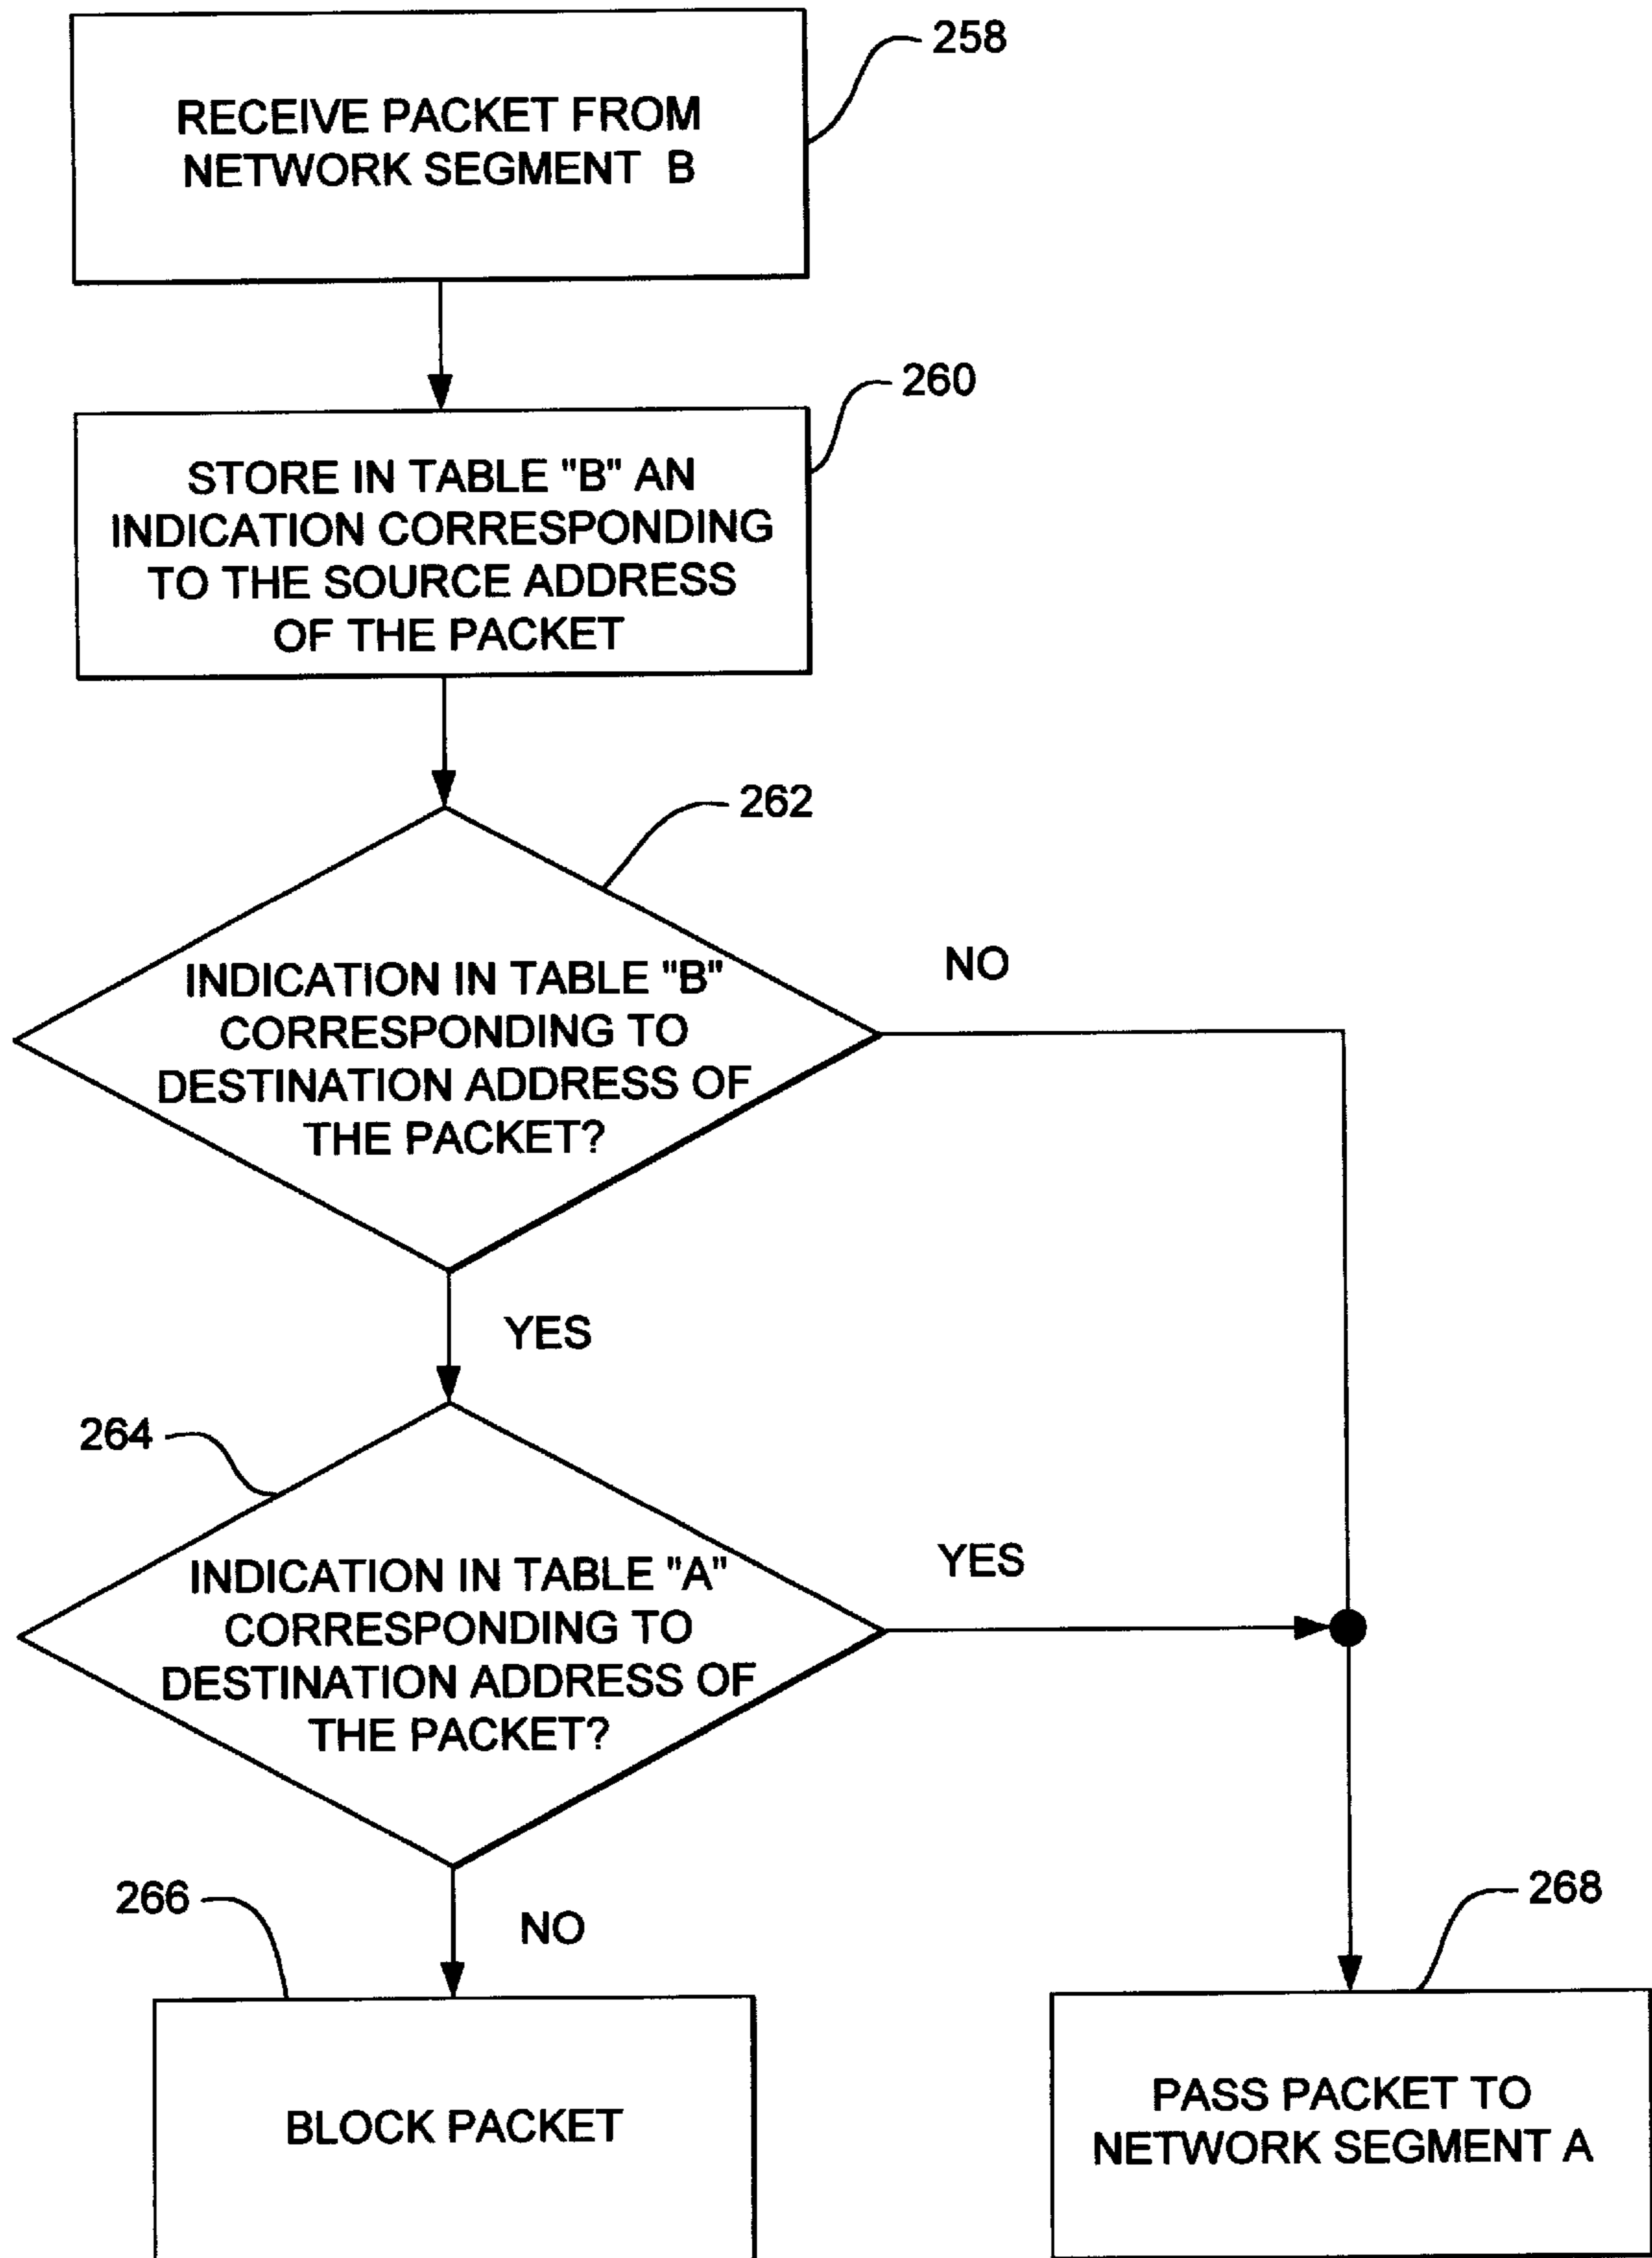 258
RECEIVE PACKET FROM
NETWORK SEGMENT B
260
STORE IN TABLE "B" AN
INDICATION CORRESPONDING
TO THE SOURCE ADDRESS
OF THE PACKET
262
INDICATION IN TABLE "B"
CORRESPONDING TO
DESTINATION ADDRESS OF
THE PACKET?
NO
YES
264
INDICATION IN TABLE "A"
CORRESPONDING TO
DESTINATION ADDRESS OF
THE PACKET?
YES
NO
266
BLOCK PACKET
268
PASS PACKET TO
NETWORK SEGMENT A